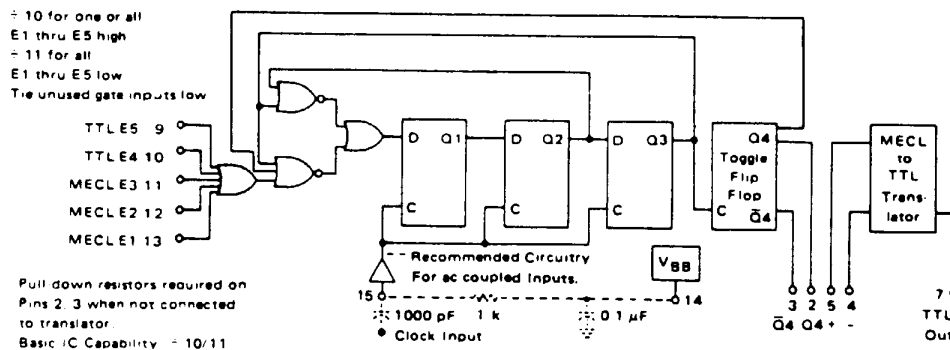 ÷ 10 for one or all
E1 thru E5 high
÷ 11 for all
E1 thru E5 low
Tie unused gate inputs low
TTL E5 9
TTL E4 10
MECL E3 11
MECL E2 12
MECL E1 13
D Q1
C
D Q2
D Q3
C
Q4
Toggle
Flip
Flop
C
Q̄4
MECL
to
TTL
Trans-
lator
Recommended Circuitry
For ac coupled Inputs.
VBB
15
14
1000 pF
1 k
0.1 µF
Clock Input
3 2 5 4
Q̄4 Q4 + -
7
TTL
Out
Pull down resistors required on
Pins 2, 3 when not connected
to translator.
Basic IC Capability ÷ 10/11